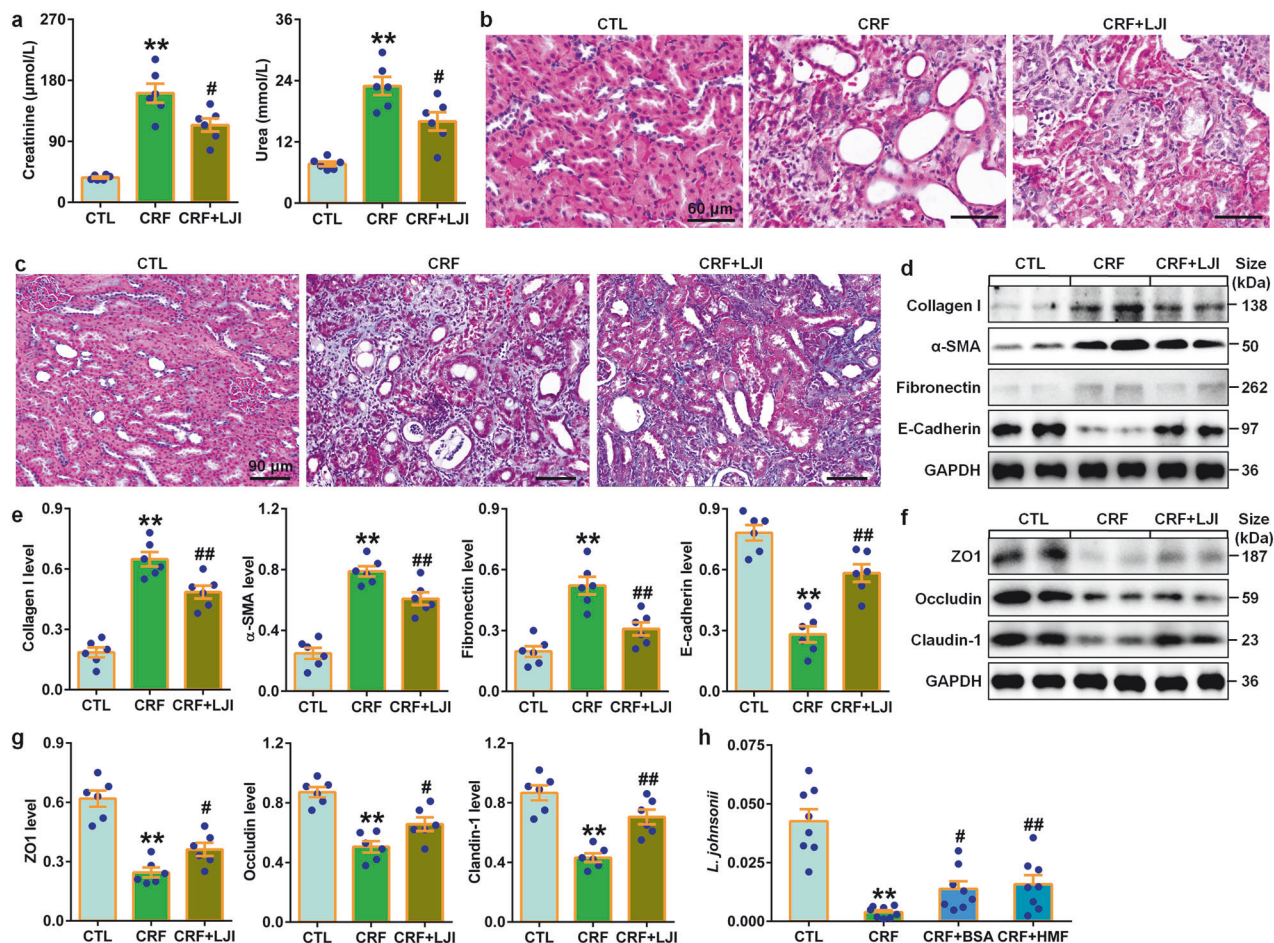 a
Creatinine (µmol/L)
270
180
90
0
**
#
CTL CRF CRF+LJI
Urea (mmol/L)
36
24
12
0
**
#
CTL CRF CRF+LJI
b
CTL CRF CRF+LJI
60 µm
c
CTL CRF CRF+LJI
90 µm
d
CTL CRF CRF+LJI Size (kDa)
Collagen I 138
α-SMA 50
Fibronectin 262
E-Cadherin 97
GAPDH 36
e
Collagen I level
0.9
0.6
0.3
0.0
**
##
CTL CRF CRF+LJI
α-SMA level
1.2
0.8
0.4
0.0
**
##
CTL CRF CRF+LJI
Fibronectin level
0.9
0.6
0.3
0.0
**
##
CTL CRF CRF+LJI
E-cadherin level
0.9
0.6
0.3
0.0
**
##
CTL CRF CRF+LJI
f
CTL CRF CRF+LJI Size (kDa)
ZO1 187
Occludin 59
Claudin-1 23
GAPDH 36
g
ZO1 level
0.9
0.6
0.3
0.0
**
#
CTL CRF CRF+LJI
Occludin level
1.2
0.8
0.4
0.0
**
#
CTL CRF CRF+LJI
Clandin-1 level
1.2
0.8
0.4
0.0
**
##
CTL CRF CRF+LJI
h
L. johnsonii
0.075
0.050
0.025
0.000
**
#
##
CTL CRF CRF+BSA CRF+HMF